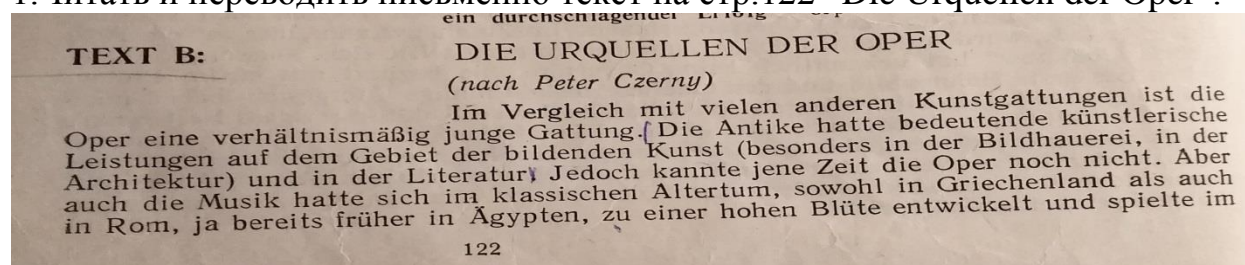 1. Читать и переводить письменно текст на стр.122 "Die Urquellen der Oper".
ein durchschlagender Erfolg
TEXT B:
DIE URQUELLEN DER OPER
(nach Peter Czerny)
Im Vergleich mit vielen anderen Kunstgattungen ist die
Oper eine verhältnismäßig junge Gattung. Die Antike hatte bedeutende künstlerische
Leistungen auf dem Gebiet der bildenden Kunst (besonders in der Bildhauerei, in der
Architektur) und in der Literatur. Jedoch kannte jene Zeit die Oper noch nicht. Aber
auch die Musik hatte sich im klassischen Altertum, sowohl in Griechenland als auch
in Rom, ja bereits früher in Ägypten, zu einer hohen Blüte entwickelt und spielte im
122